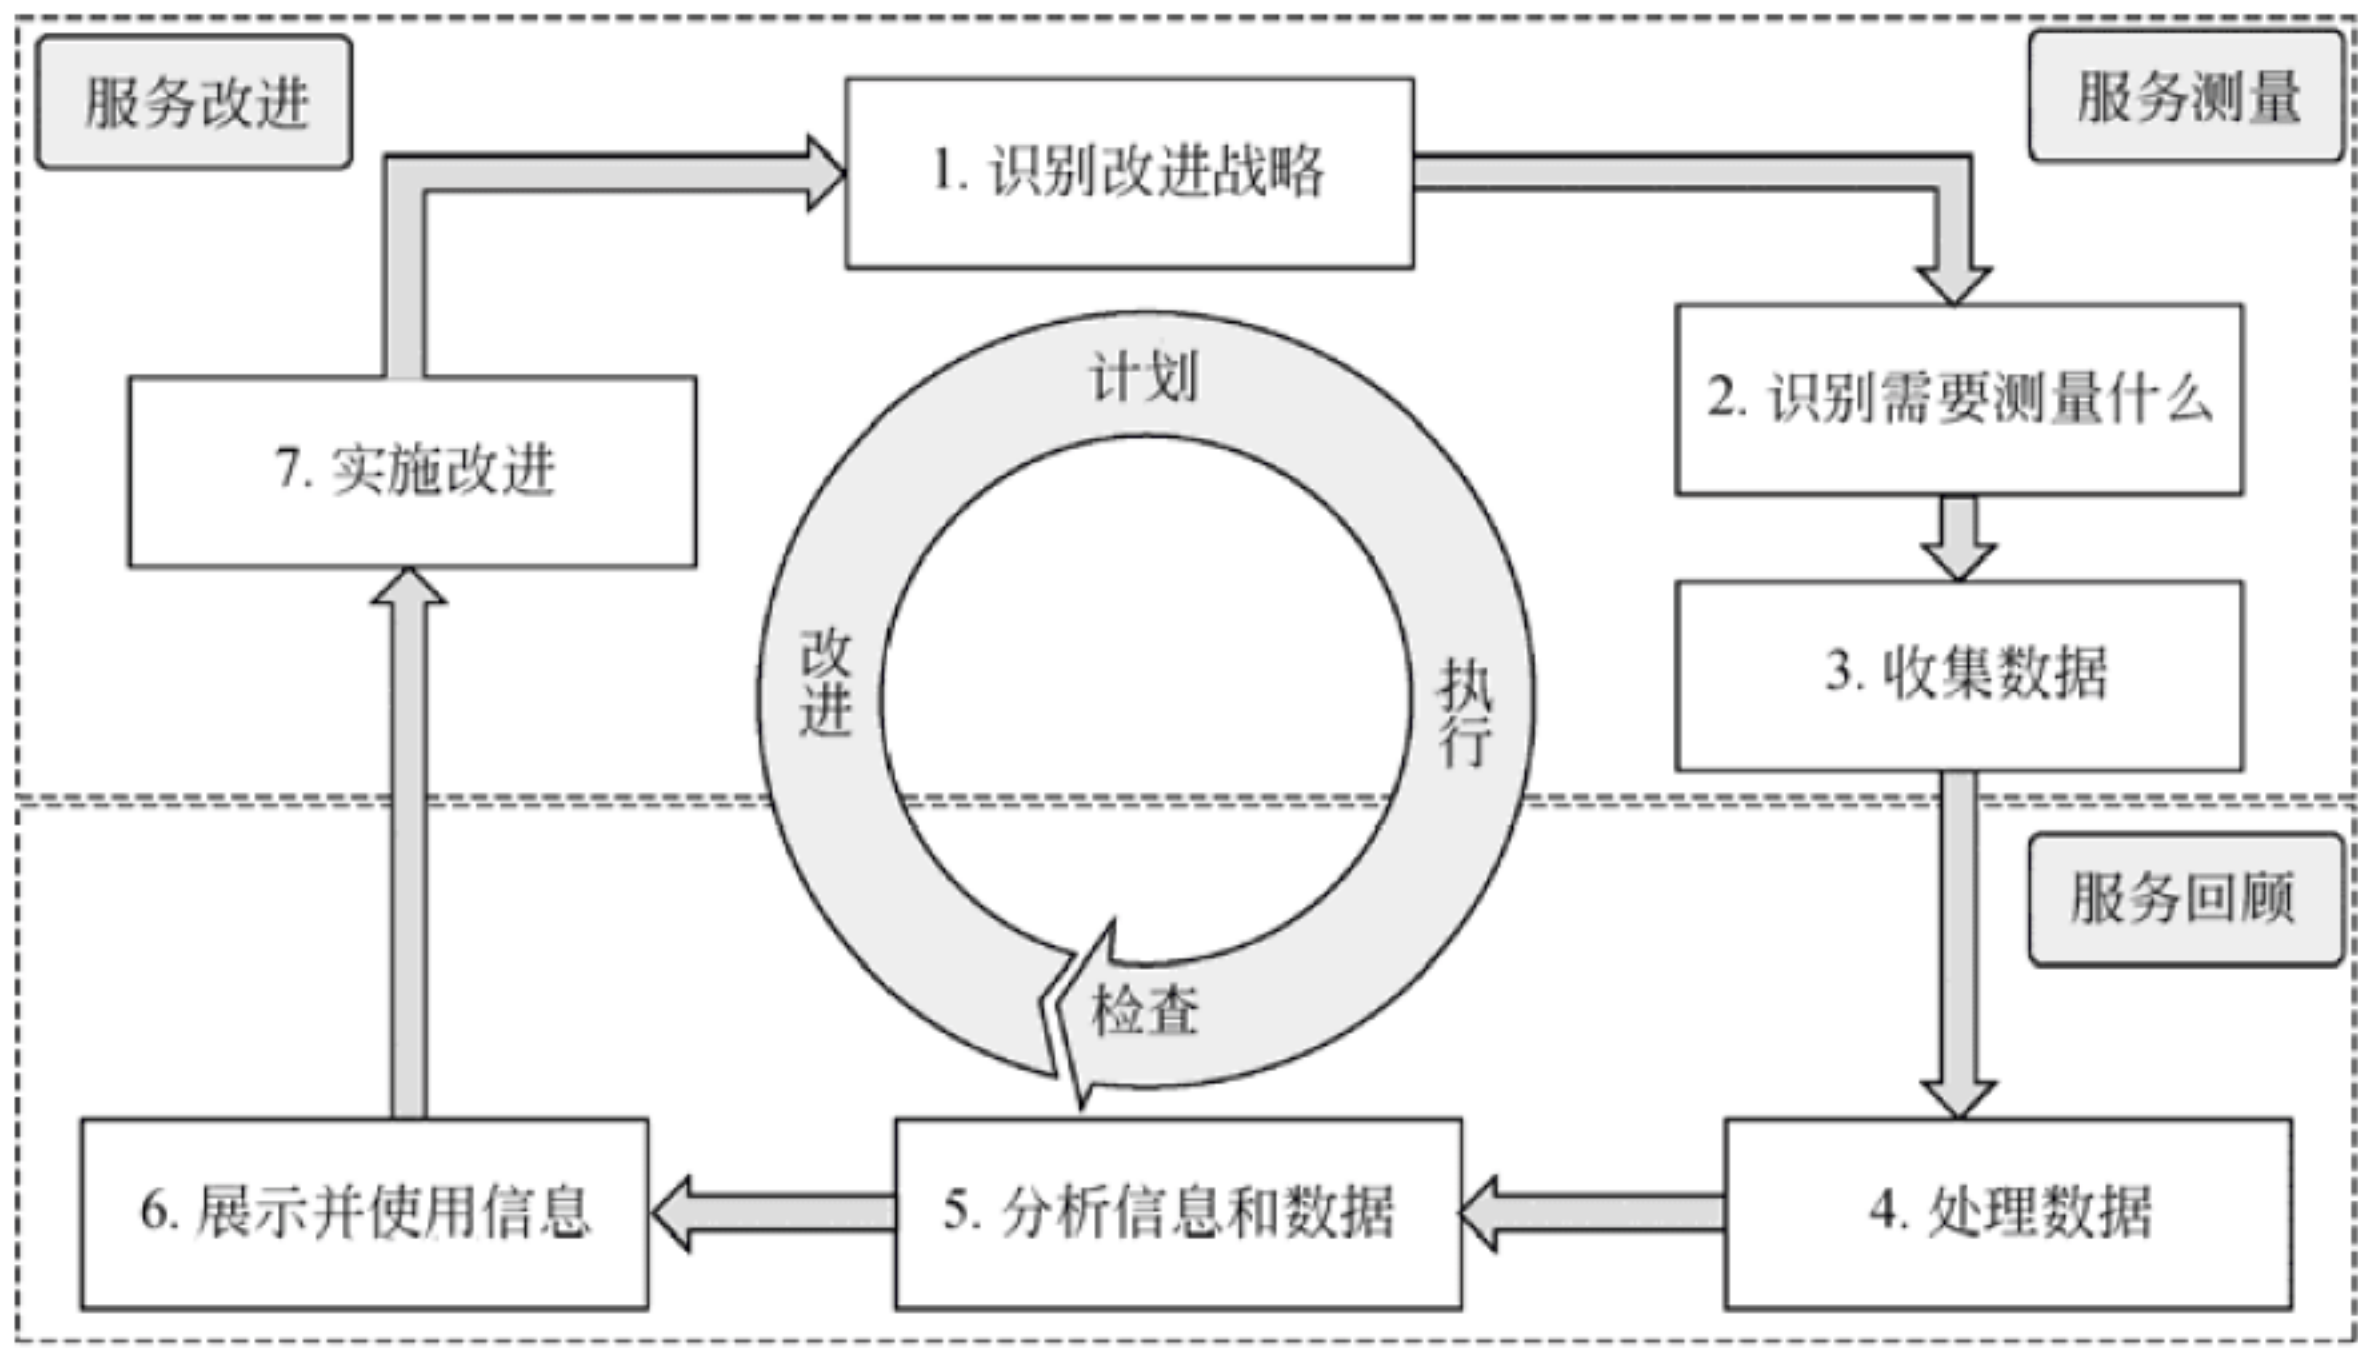 服务改进
服务测量
1. 识别改进战略
2. 识别需要测量什么
3. 收集数据
服务回顾
4. 处理数据
5. 分析信息和数据
6. 展示并使用信息
7. 实施改进
计划
执行
检查
改进